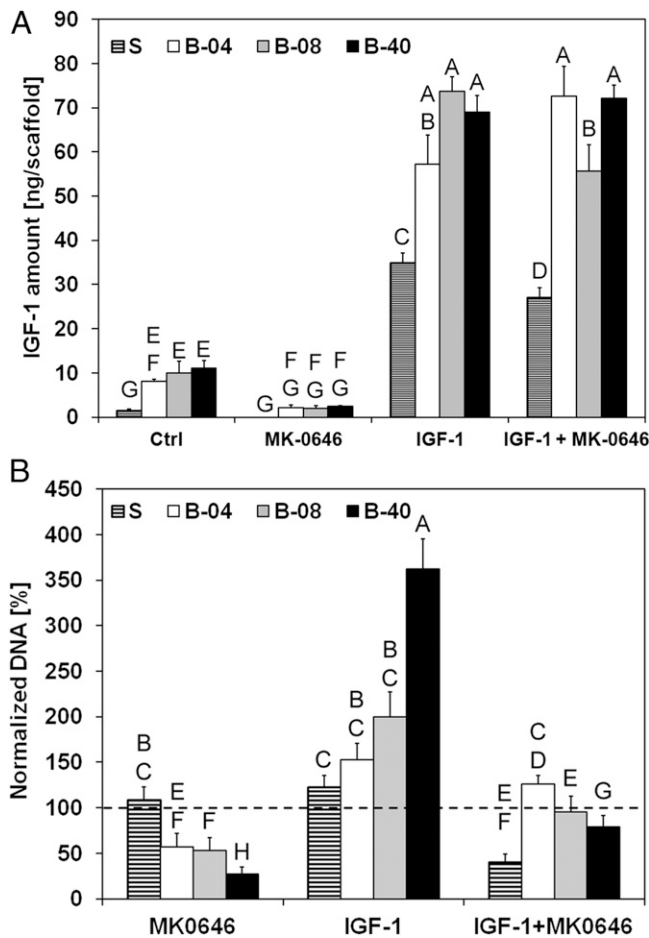 A
IGF-1 amount [ng/scaffold]
90
80
70
60
50
40
30
20
10
0
S B-04 B-08 B-40
G
E
F
E
E
G
F
G
F
G
F
G
C
A
B
A
A
D
A
B
A
Ctrl MK-0646 IGF-1 IGF-1 + MK-0646
B
Normalized DNA [%]
450
400
350
300
250
200
150
100
50
0
S B-04 B-08 B-40
B
C
E
F
F
H
C
B
C
B
C
A
E
F
C
D
E
G
MK0646 IGF-1 IGF-1+MK0646